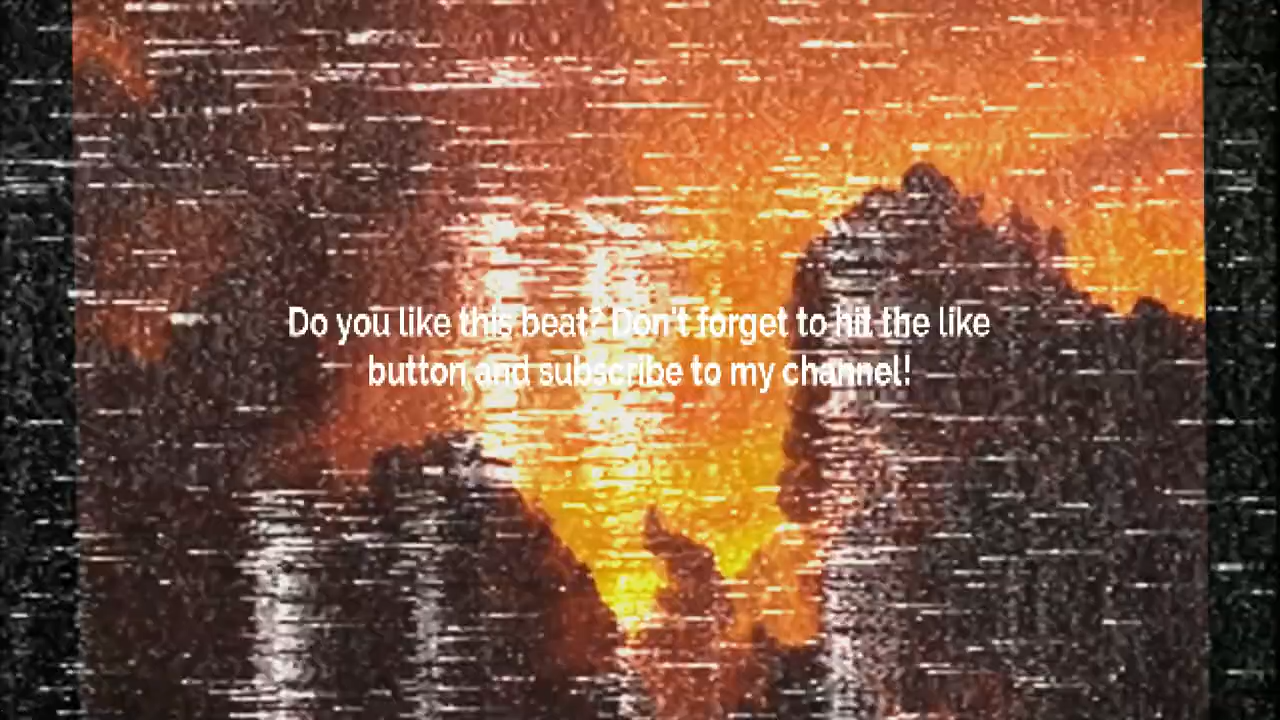 Do you like this beat? Don't forget to hit the like
button and subscribe to my channel!